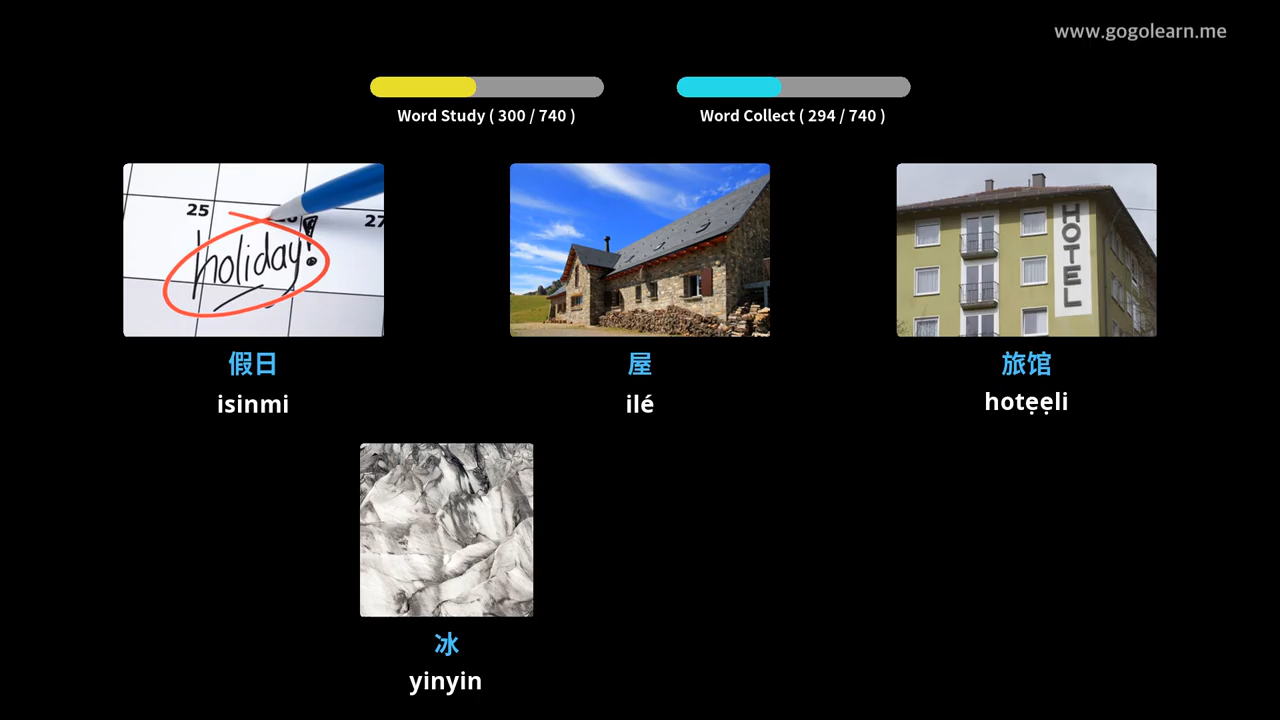 www.gogolearn.me
Word Study ( 300 / 740 )
Word Collect ( 294 / 740 )
25
27
holiday!
HOTEL
假日
屋
旅馆
isinmi
ilé
hotẹẹli
冰
yinyin